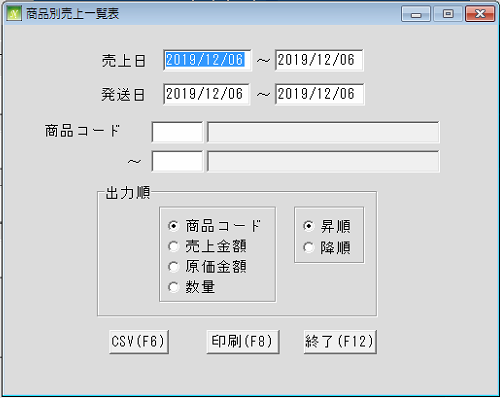 商品別売上一覧表
売上日 2019/12/06 ～ 2019/12/06
発送日 2019/12/06 ～ 2019/12/06
商品コード
～
出力順
商品コード 昇順
売上金額 降順
原価金額
数量
CSV(F6) 印刷(F8) 終了(F12)